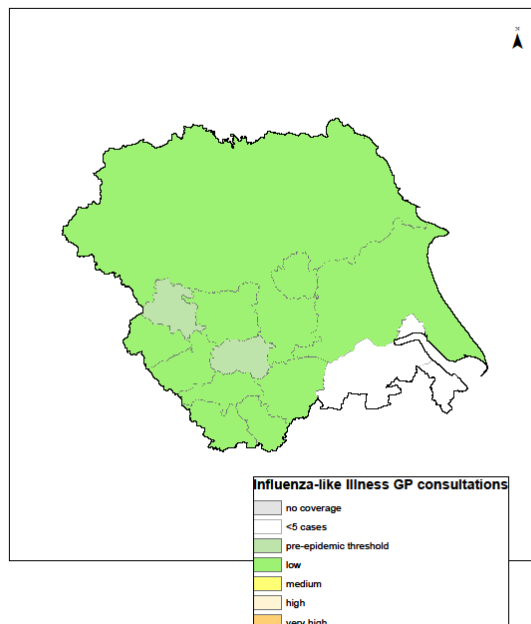 Influenza-like Illness GP consultations
no coverage
<5 cases
pre-epidemic threshold
low
medium
high
very high